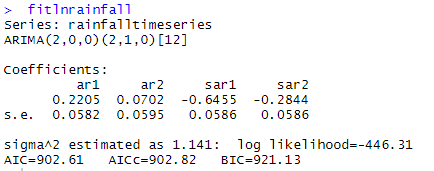 > fitlnrainfall
Series: rainfalltimeseries
ARIMA(2,0,0)(2,1,0)[12]
Coefficients:
ar1 ar2 sar1 sar2
0.2205 0.0702 -0.6455 -0.2844
s.e. 0.0582 0.0595 0.0586 0.0586
sigma^2 estimated as 1.141: log likelihood=-446.31
AIC=902.61 AICc=902.82 BIC=921.13